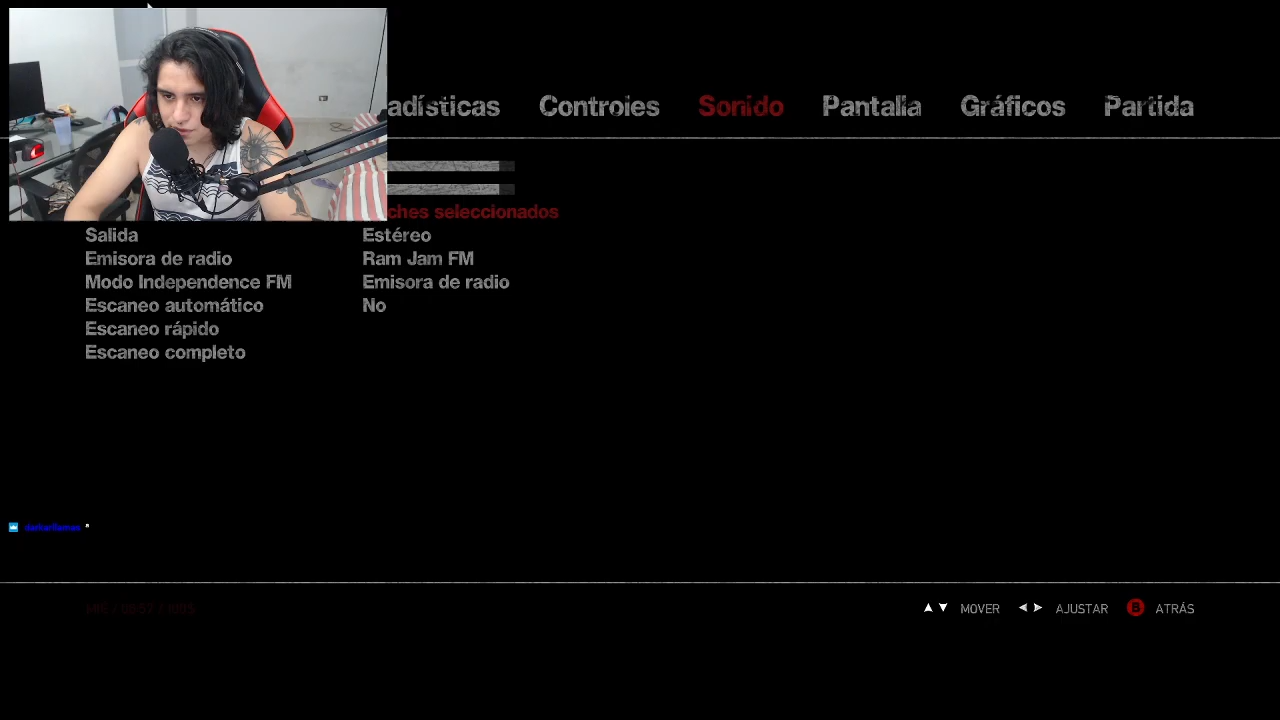 adísticas Controles Sonido Pantalla Gráficos Partida
ches seleccionados
Salida Estéreo
Emisora de radio Ram Jam FM
Modo Independence FM Emisora de radio
Escaneo automático No
Escaneo rápido
Escaneo completo
MOVER AJUSTAR B ATRÁS